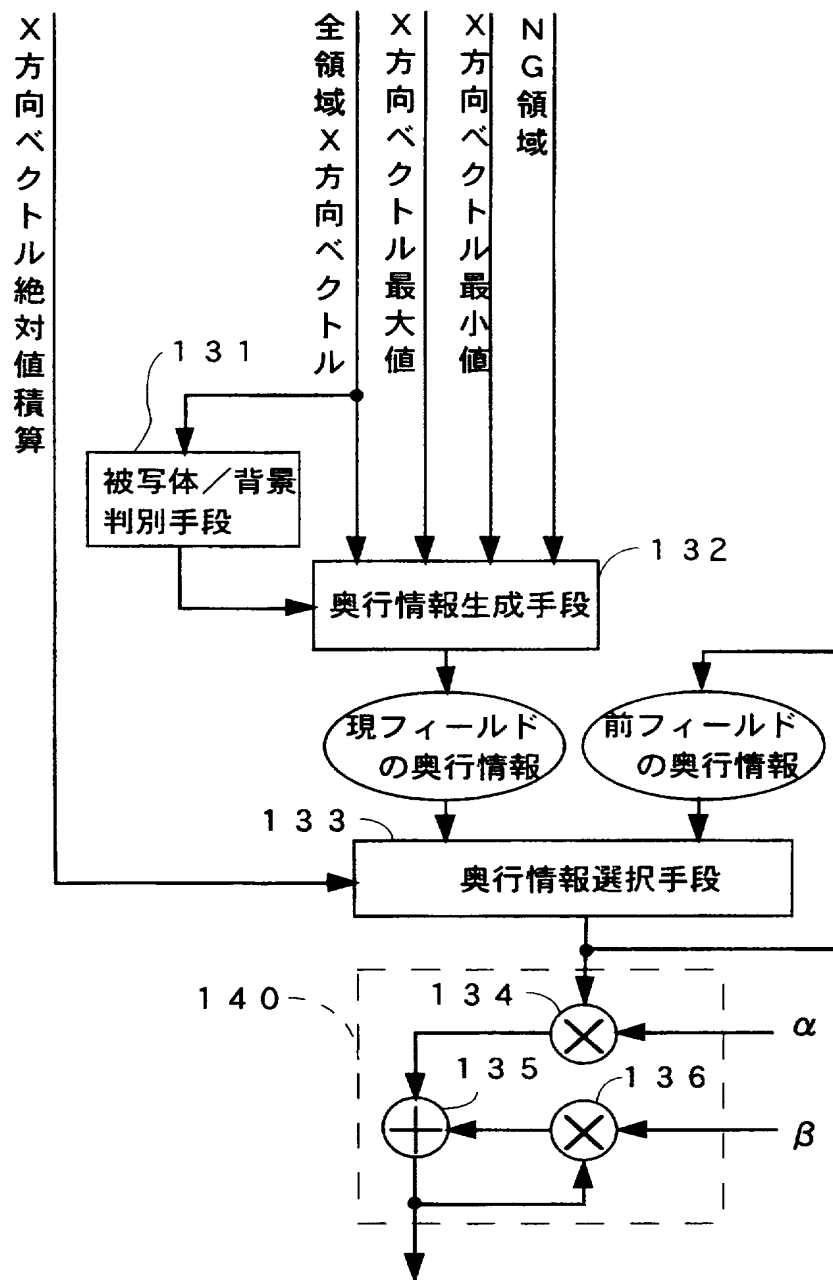 X方向ベクトル絶対値積算
全領域X方向ベクトル
X方向ベクトル最大値
X方向ベクトル最小値
NG領域
131
被写体／背景
判別手段
132
奥行情報生成手段
現フィールド
の奥行情報
前フィールド
の奥行情報
133
奥行情報選択手段
140
134
α
135
136
β